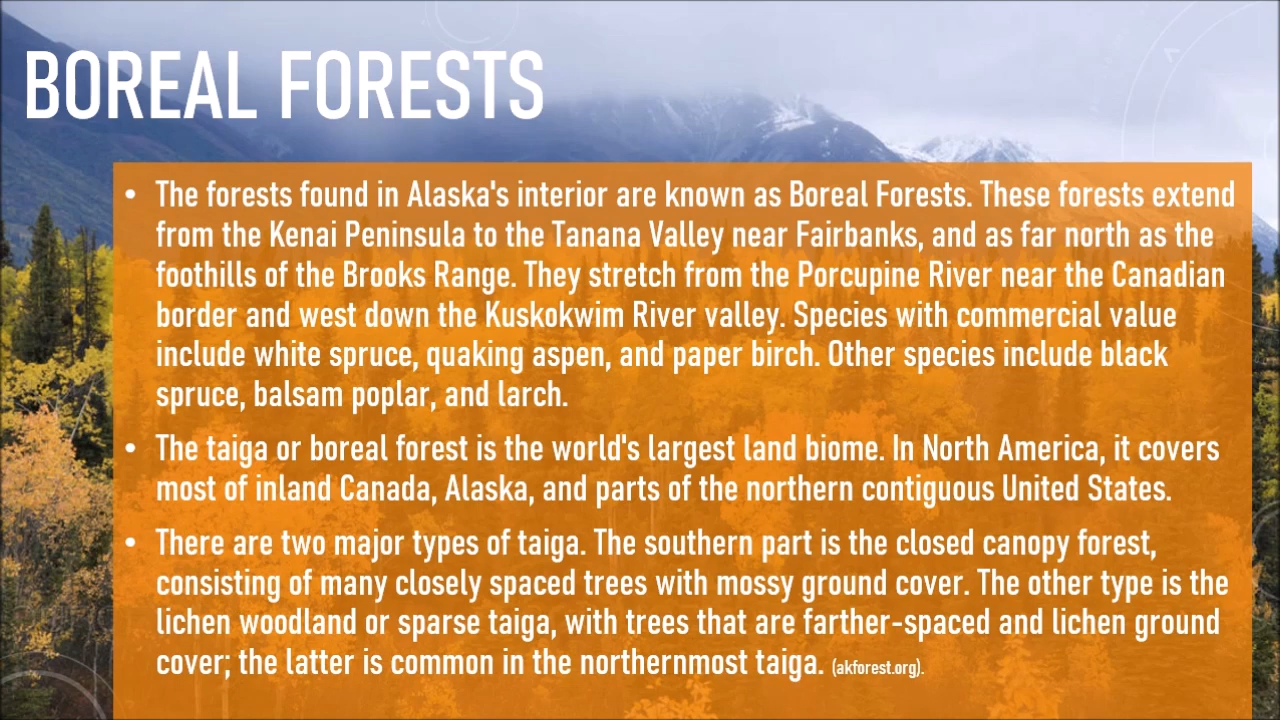 BOREAL FORESTS
• The forests found in Alaska's interior are known as Boreal Forests. These forests extend
from the Kenai Peninsula to the Tanana Valley near Fairbanks, and as far north as the
foothills of the Brooks Range. They stretch from the Porcupine River near the Canadian
border and west down the Kuskokwim River valley. Species with commercial value
include white spruce, quaking aspen, and paper birch. Other species include black
spruce, balsam poplar, and larch.
• The taiga or boreal forest is the world's largest land biome. In North America, it covers
most of inland Canada, Alaska, and parts of the northern contiguous United States.
• There are two major types of taiga. The southern part is the closed canopy forest,
consisting of many closely spaced trees with mossy ground cover. The other type is the
lichen woodland or sparse taiga, with trees that are farther-spaced and lichen ground
cover; the latter is common in the northernmost taiga. (akforest.org).